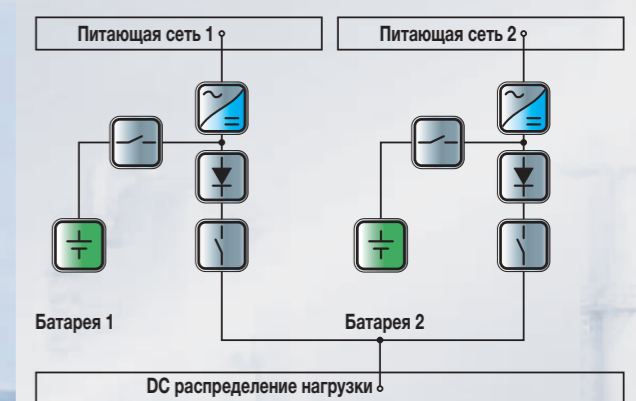 Питающая сеть 1
Питающая сеть 2
Батарея 1
Батарея 2
DC распределение нагрузки